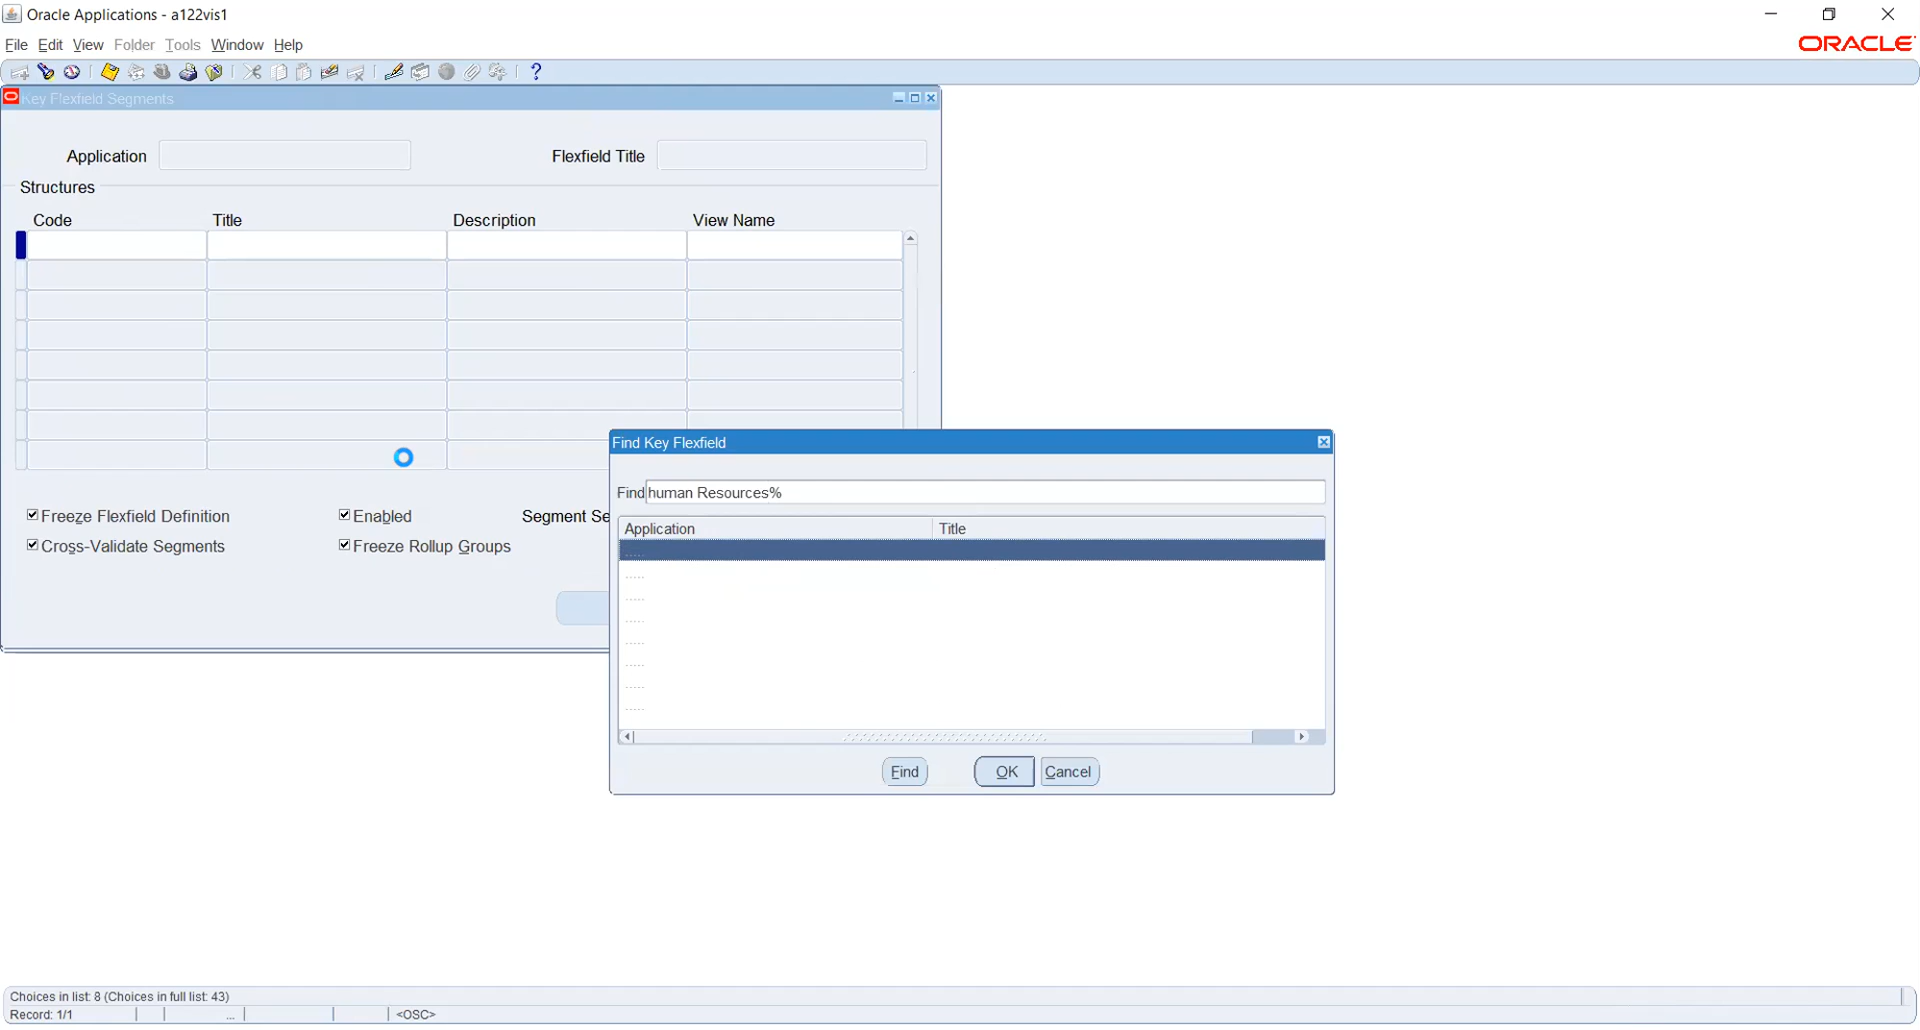 Oracle Applications - a122vis1
File Edit View Folder Tools Window Help
ORACLE
Key Flexfield Segments
Application Flexfield Title
Structures
Code Title Description View Name
Find Key Flexfield
Find human Resources%
Freeze Flexfield Definition Enabled Segment Se
Cross-Validate Segments Freeze Rollup Groups
Application Title
.....
.....
.....
.....
.....
.....
.....
.....
Find OK Cancel
Choices in list: 8 (Choices in full list: 43)
Record: 1/1 ... <OSC>